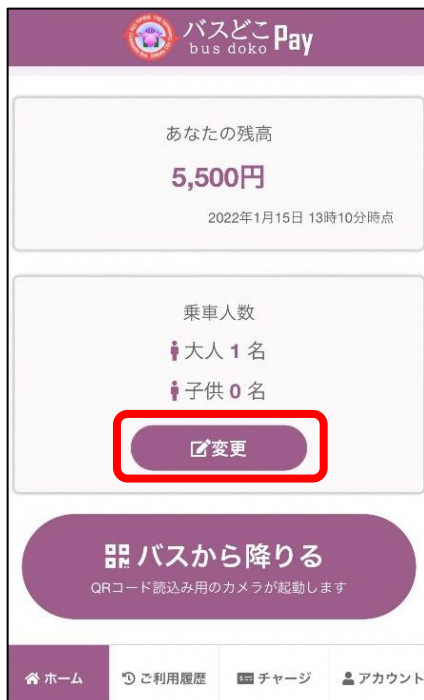 バスどこ Pay
bus doko
あなたの残高
5,500円
2022年1月15日 13時10分時点
乗車人数
大人 1 名
子供 0 名
変更
バスから降りる
QRコード読込み用のカメラが起動します
ホーム ご利用履歴 チャージ アカウント